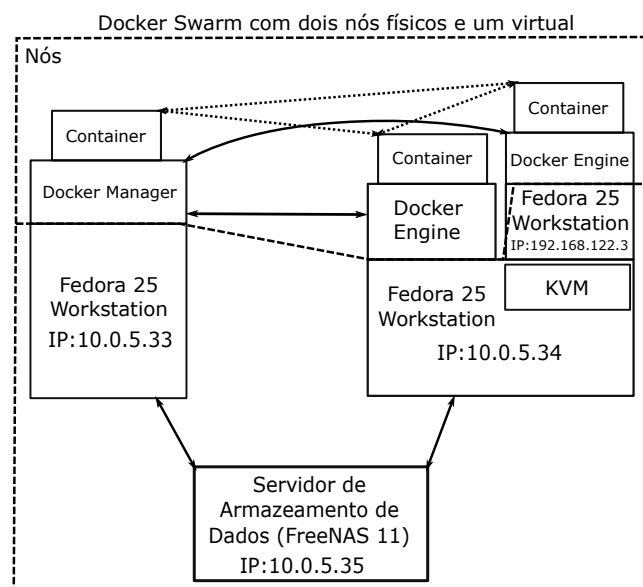 Docker Swarm com dois nós físicos e um virtual
Nós
Container
Docker Manager
Fedora 25
Workstation
IP:10.0.5.33
Container
Docker
Engine
Container
Docker Engine
Fedora 25
Workstation
IP:192.168.122.3
KVM
Fedora 25
Workstation
IP:10.0.5.34
Servidor de
Armazeamento de
Dados (FreeNAS 11)
IP:10.0.5.35